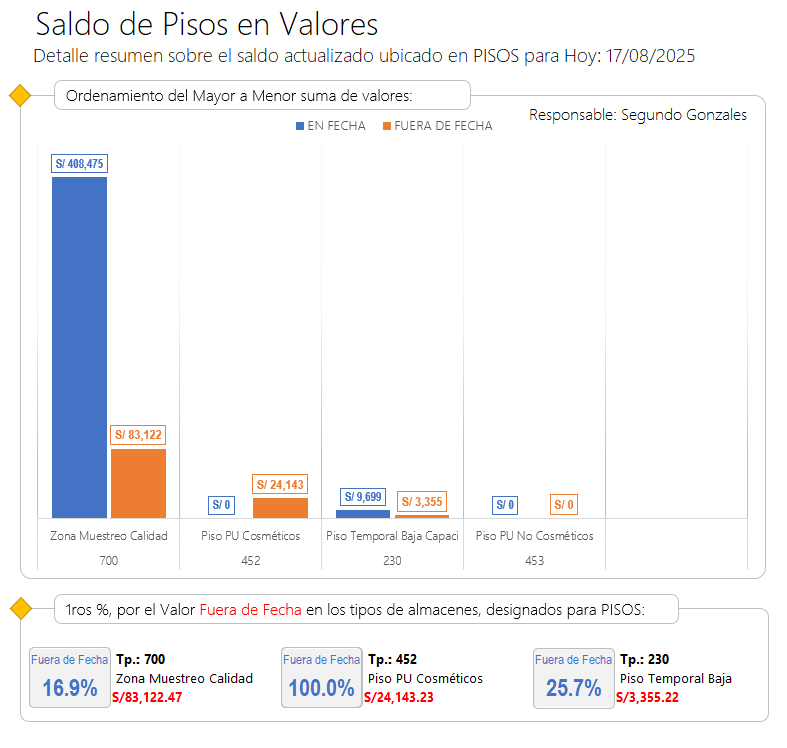 Saldo de Pisos en Valores
Detalle resumen sobre el saldo actualizado ubicado en PISOS para Hoy: 17/08/2025
Ordenamiento del Mayor a Menor suma de valores:
Responsable: Segundo Gonzales
EN FECHA FUERA DE FECHA
S/ 408,475
S/ 83,122
S/ 0
S/ 24,143
S/ 9,699
S/ 3,355
S/ 0
S/ 0
Zona Muestreo Calidad Piso PU Cosméticos Piso Temporal Baja Capaci Piso PU No Cosméticos
700 452 230 453
1ros %, por el Valor Fuera de Fecha en los tipos de almacenes, designados para PISOS:
Fuera de Fecha
16.9%
Tp.: 700
Zona Muestreo Calidad
S/83,122.47
Fuera de Fecha
100.0%
Tp.: 452
Piso PU Cosméticos
S/24,143.23
Fuera de Fecha
25.7%
Tp.: 230
Piso Temporal Baja
S/3,355.22